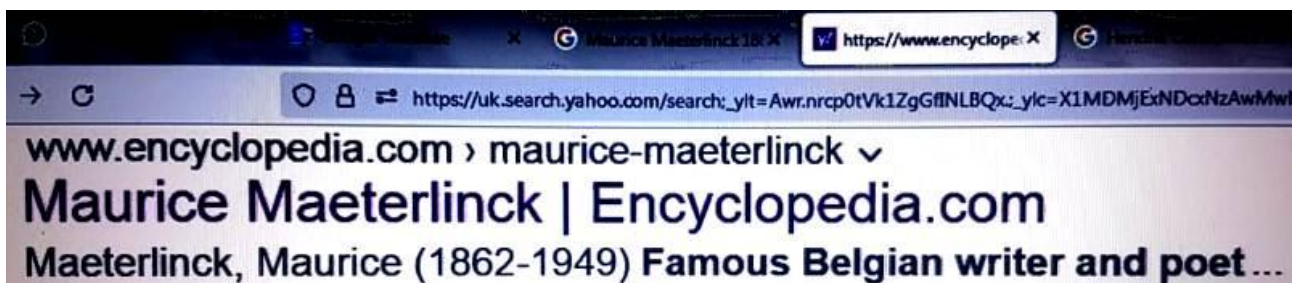 Maurice Maeterlinck 18 https://www.encyclope
https://uk.search.yahoo.com/search;_ylt=Awr.nrcp0tVk1ZgGfINLBQx.;_ylc=X1MDMjExNDcxNzAwMw
www.encyclopedia.com › maurice-maeterlinck
Maurice Maeterlinck | Encyclopedia.com
Maeterlinck, Maurice (1862-1949) Famous Belgian writer and poet...